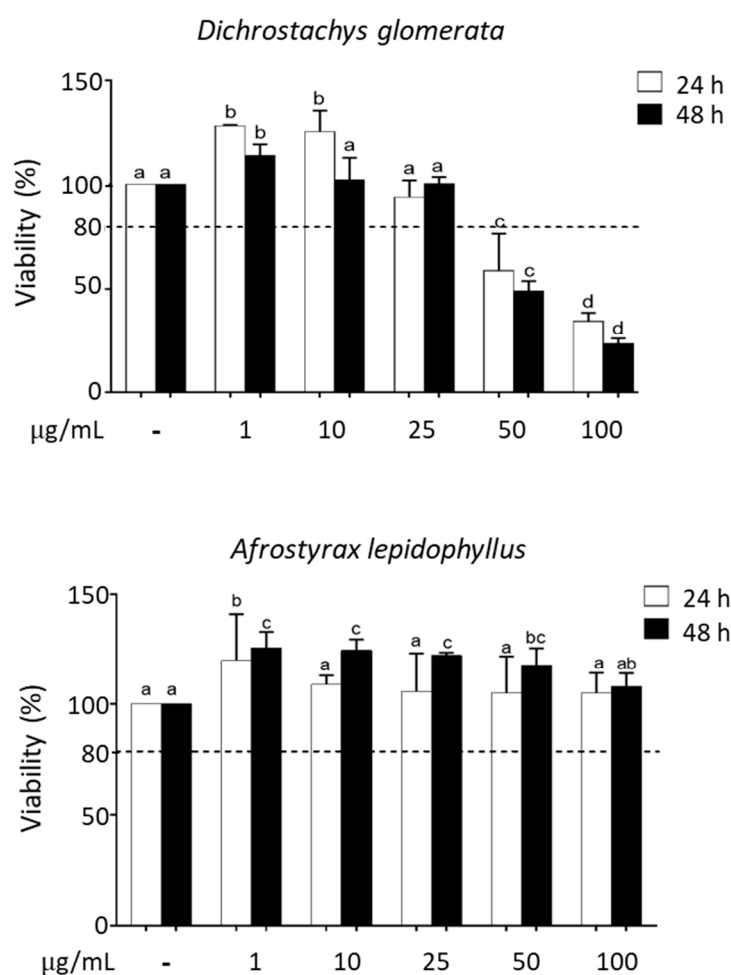 Dichrostachys glomerata
150
24 h
48 h
b
b
b
a
a a
a a
100
80
c
c
50
d
d
0
Viability (%)
µg/mL - 1 10 25 50 100
Afrostyrax lepidophyllus
150
24 h
48 h
b
c
a
c
a
c
a
bc
a
ab
a a
100
80
50
0
Viability (%)
µg/mL - 1 10 25 50 100